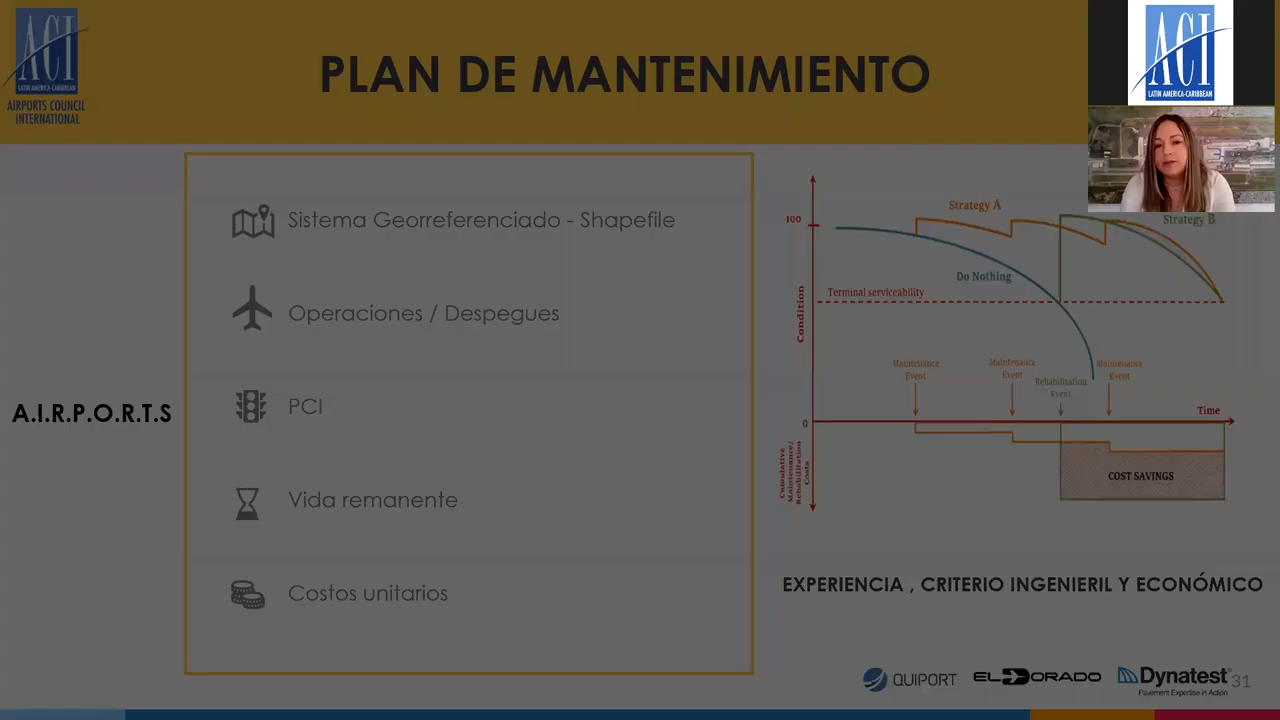 ACI
AIRPORTS COUNCIL
INTERNATIONAL
PLAN DE MANTENIMIENTO
ACI
LATIN AMERICA-CARIBBEAN
A.I.R.P.O.R.T.S
Sistema Georreferenciado - Shapefile
Operaciones / Despegues
PCI
Vida remanente
Costos unitarios
Strategy A
Strategy B
100
Do Nothing
Terminal serviceability
Condition
Maintenance
Event
Maintenance
Event
Rehabilitation
Event
Maintenance
Event
Time
0
Cumulative
Maintenance/
Rehabilitation
Costs
COST SAVINGS
EXPERIENCIA , CRITERIO INGENIERIL Y ECONÓMICO
QUIPORT
EL DORADO
Dynatest
Pavement Expertise in Action
31